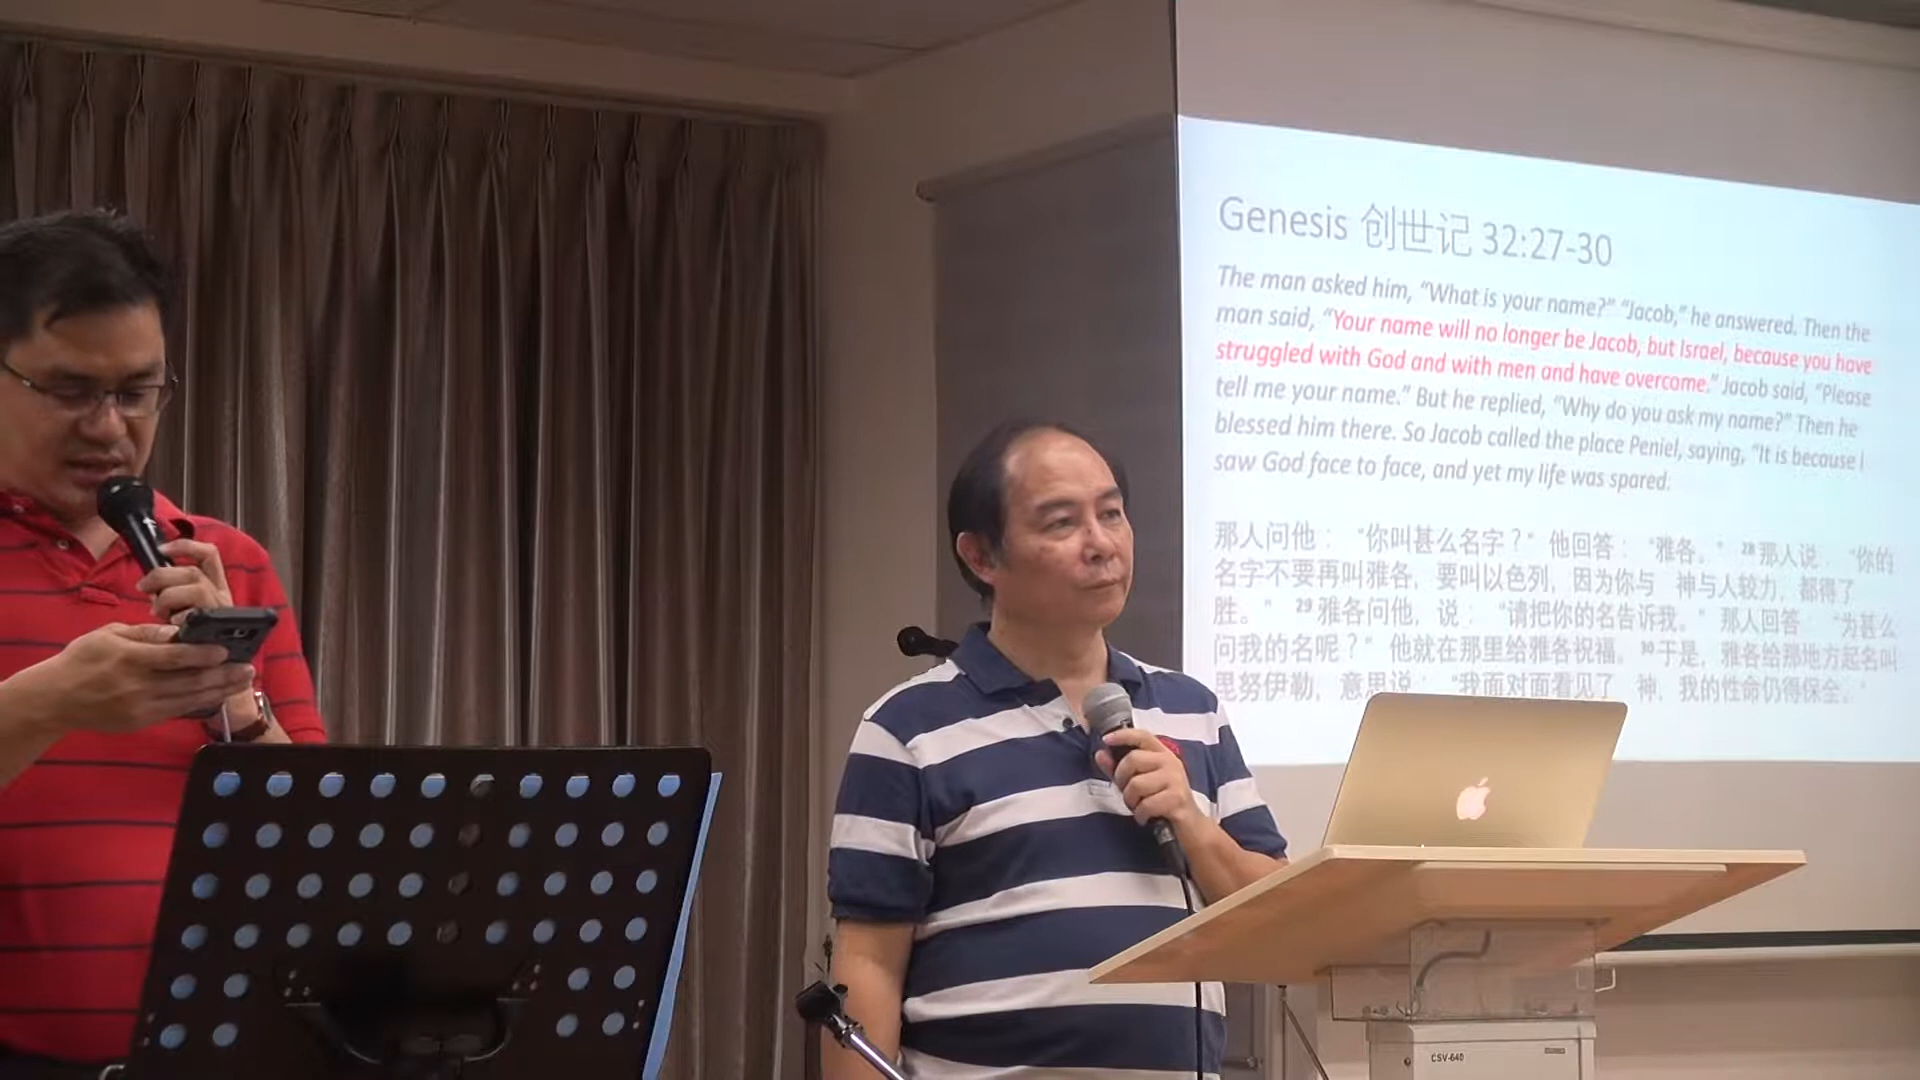 Genesis 创世记 32:27-30
The man asked him, “What is your name?” “Jacob,” he answered. Then the
man said, “Your name will no longer be Jacob, but Israel, because you have
struggled with God and with men and have overcome.” Jacob said, “Please
tell me your name.” But he replied, “Why do you ask my name?” Then he
blessed him there. So Jacob called the place Peniel, saying, “It is because I
saw God face to face, and yet my life was spared.
那人问他：“你叫甚么名字？”他回答：“雅各。” 28 那人说：“你的
名字不要再叫雅各，要叫以色列，因为你与 神与人较力，都得了
胜。” 29 雅各问他，说：“请把你的名告诉我。”那人回答：“为甚么
问我的名呢？”他就在那里给雅各祝福。 30 于是，雅各给那地方起名叫
毘努伊勒，意思说：“我面对面看见了 神，我的性命仍得保全。”
CSV-640